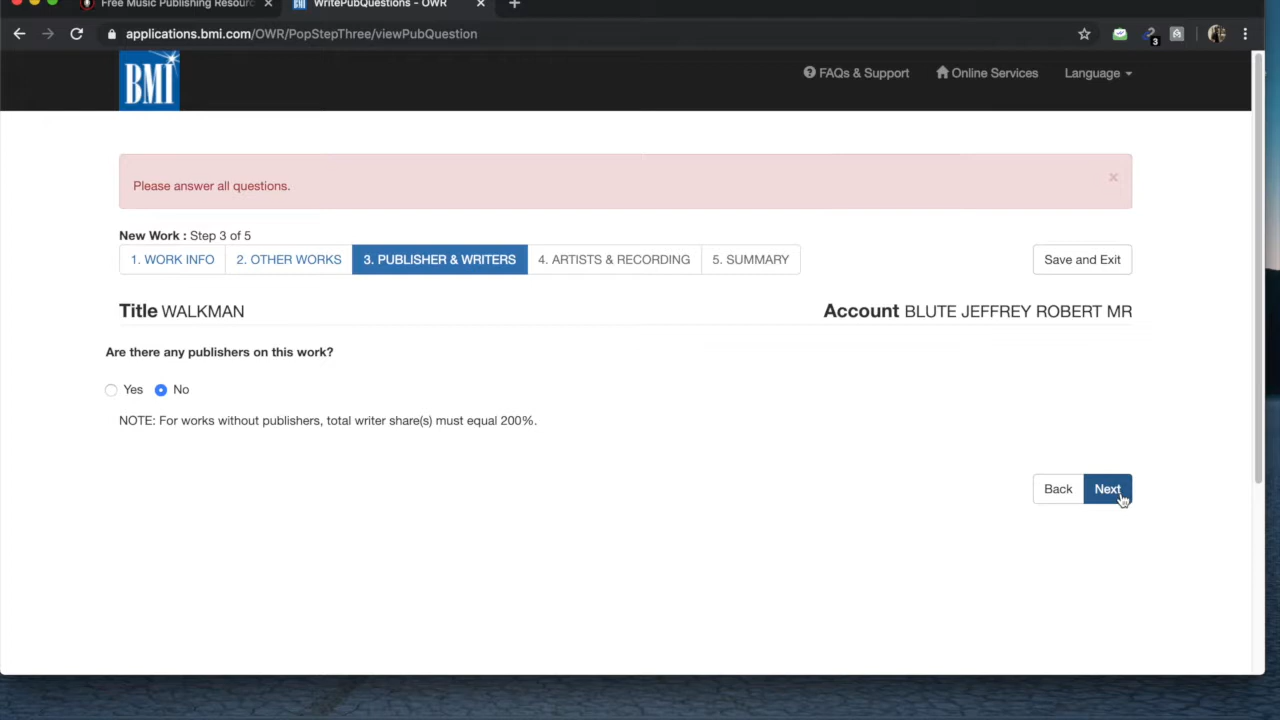 Free Music Publishing Resourc
WritePubQuestions - OWR
applications.bmi.com/OWR/PopStepThree/viewPubQuestion
3
BMI
FAQs & Support
Online Services
Language
Please answer all questions.
New Work : Step 3 of 5
1. WORK INFO
2. OTHER WORKS
3. PUBLISHER & WRITERS
4. ARTISTS & RECORDING
5. SUMMARY
Save and Exit
Title WALKMAN
Account BLUTE JEFFREY ROBERT MR
Are there any publishers on this work?
Yes
No
NOTE: For works without publishers, total writer share(s) must equal 200%.
Back
Next